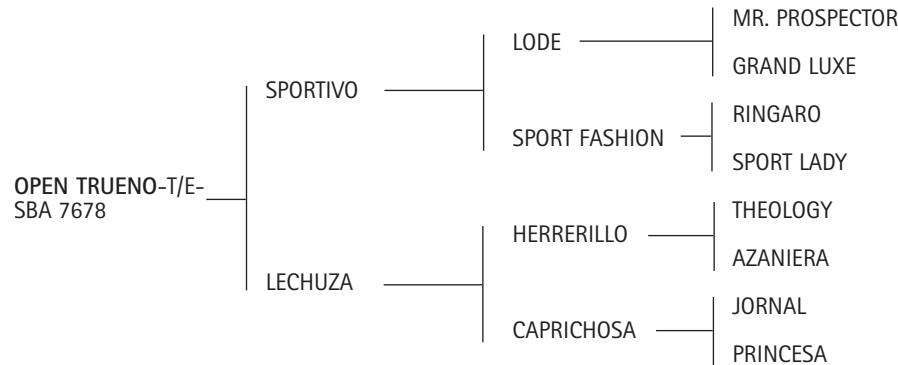 MR. PROSPECTOR
LODE
GRAND LUXE
SPORTIVO
RINGARO
SPORT FASHION
SPORT LADY
OPEN TRUENO-T/E-
SBA 7678
THEOLOGY
HERRERILLO
AZANIERA
LECHUZA
JORNAL
CAPRICHOSA
PRINCESA